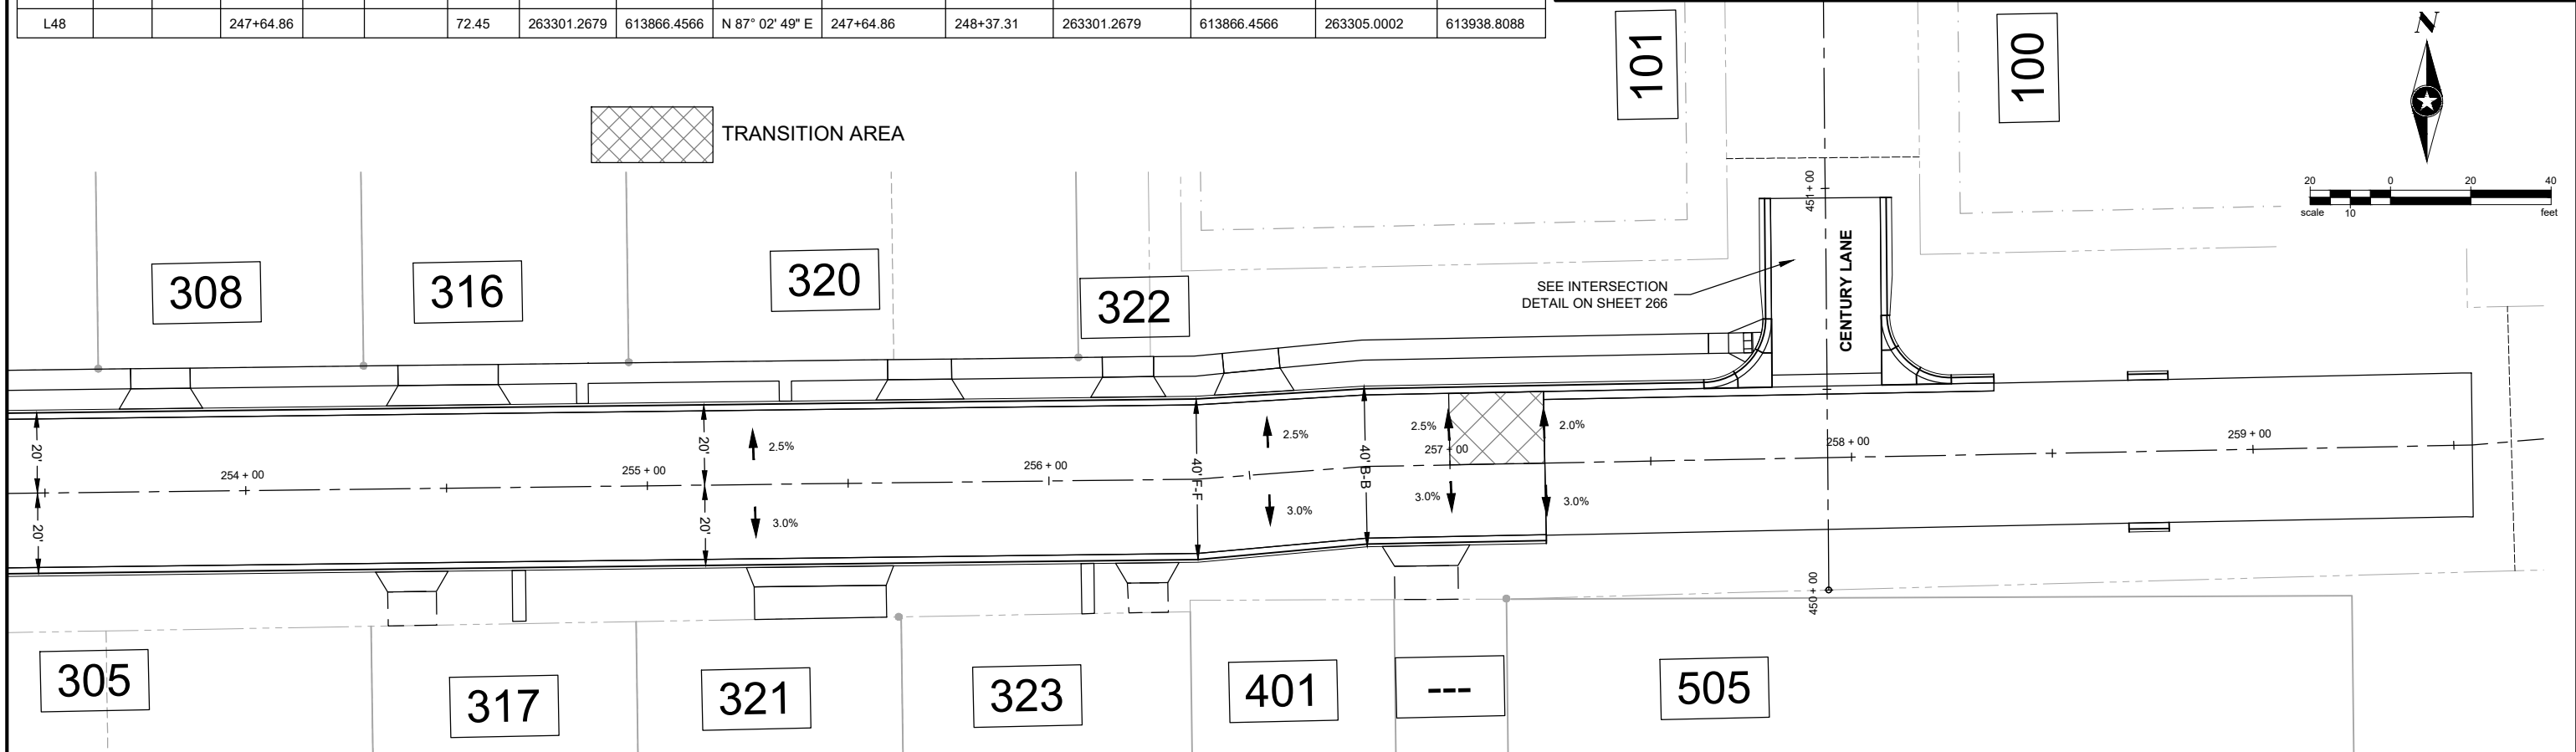 L48 247+64.86 72.45 263301.2679 613866.4566 N 87° 02' 49" E 247+64.86 248+37.31 263301.2679 613866.4566 263305.0002 613938.8088
101
100
N
TRANSITION AREA
20 0 20 40
scale 10 feet
451 + 00
308
316
320
322
SEE INTERSECTION
DETAIL ON SHEET 266
CENTURY LANE
20'
20'
2.5%
2.5%
2.5%
2.0%
254 + 00
255 + 00
256 + 00
257 + 00
258 + 00
259 + 00
40' F-F
40' B-B
20'
20'
3.0%
3.0%
3.0%
3.0%
450 + 00
305
317
321
323
401
---
505